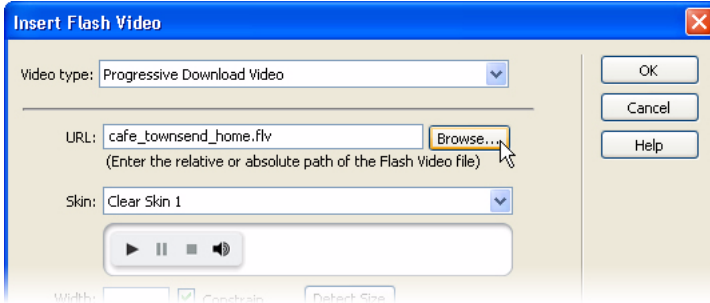 Insert Flash Video
Video type: Progressive Download Video
OK
Cancel
Help
URL: cafe_townsend_home.flv Browse...
(Enter the relative or absolute path of the Flash Video file)
Skin: Clear Skin 1
Width: Constrain Detect Size